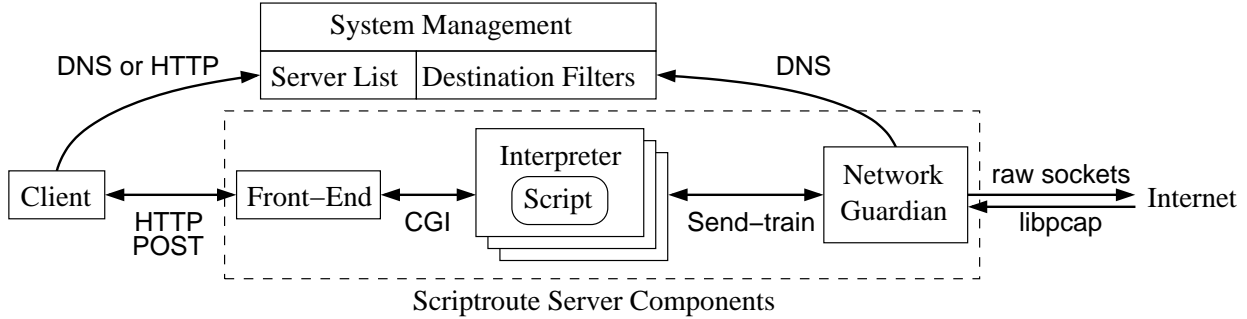 System Management
DNS or HTTP
Server List
Destination Filters
DNS
Client
HTTP
POST
Front−End
CGI
Interpreter
Script
Send−train
Network
Guardian
raw sockets
libpcap
Internet
Scriptroute Server Components